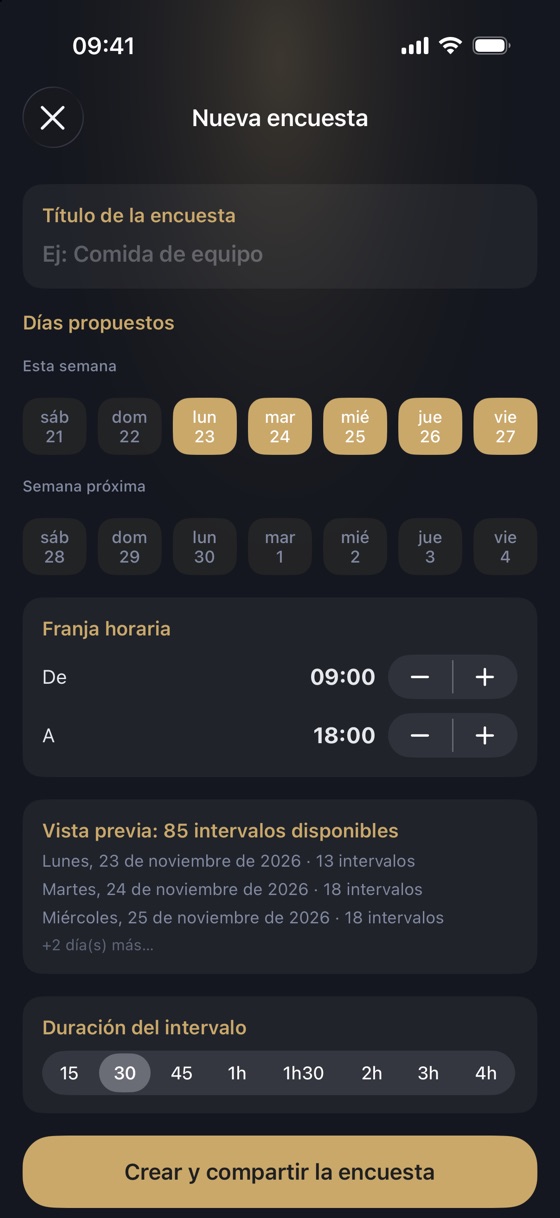 09:41
Nueva encuesta
Título de la encuesta
Ej: Comida de equipo
Días propuestos
Esta semana
sáb dom lun mar mié jue vie
21 22 23 24 25 26 27
Semana próxima
sáb dom lun mar mié jue vie
28 29 30 1 2 3 4
Franja horaria
De 09:00 − +
A 18:00 − +
Vista previa: 85 intervalos disponibles
Lunes, 23 de noviembre de 2026 · 13 intervalos
Martes, 24 de noviembre de 2026 · 18 intervalos
Miércoles, 25 de noviembre de 2026 · 18 intervalos
+2 día(s) más...
Duración del intervalo
15 30 45 1h 1h30 2h 3h 4h
Crear y compartir la encuesta